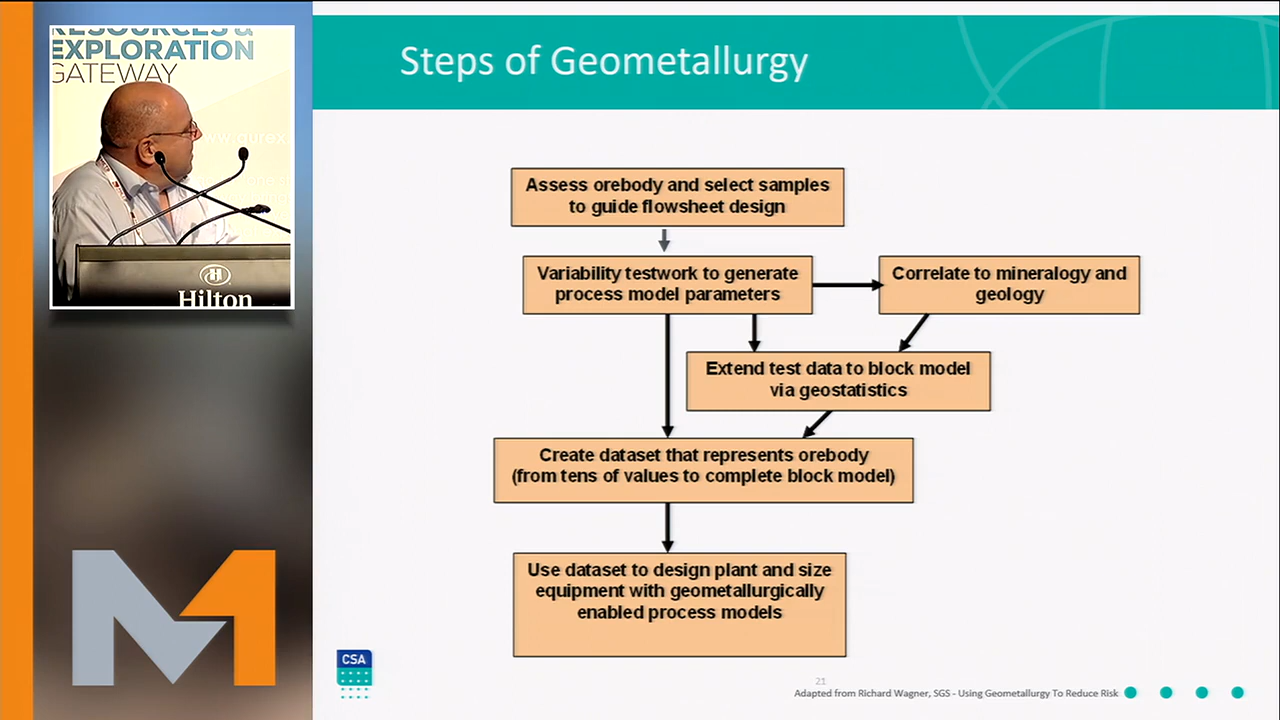 RESOURCES &
EXPLORATION
GATEWAY
Hilton
M1
Steps of Geometallurgy
Assess orebody and select samples
to guide flowsheet design
Variability testwork to generate
process model parameters
Correlate to mineralogy and
geology
Extend test data to block model
via geostatistics
Create dataset that represents orebody
(from tens of values to complete block model)
Use dataset to design plant and size
equipment with geometallurgically
enabled process models
CSA
21
Adapted from Richard Wagner, SGS - Using Geometallurgy To Reduce Risk